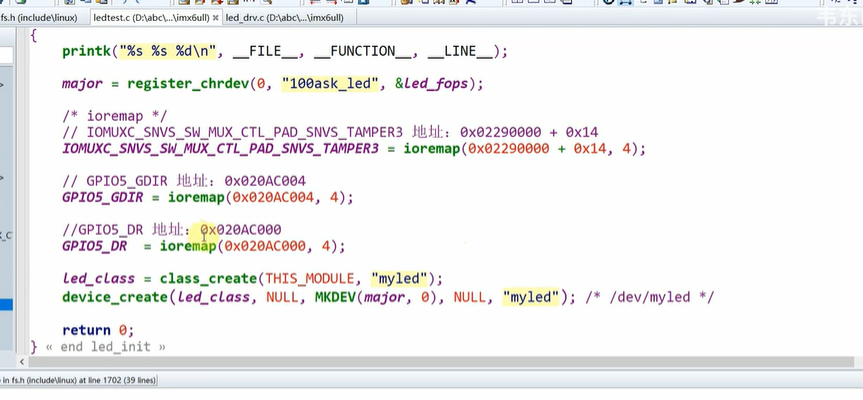 fs.h (include\linux)  ledtest.c (D:\abc\...\imx6ull)  led_drv.c (D:\abc\...\imx6ull)
韦东
{
printk("%s %s %d\n", __FILE__, __FUNCTION__, __LINE__);
major = register_chrdev(0, "100ask_led", &led_fops);
/* ioremap */
// IOMUXC_SNVS_SW_MUX_CTL_PAD_SNVS_TAMPER3 地址：0x02290000 + 0x14
IOMUXC_SNVS_SW_MUX_CTL_PAD_SNVS_TAMPER3 = ioremap(0x02290000 + 0x14, 4);
// GPIO5_GDIR 地址：0x020AC004
GPIO5_GDIR = ioremap(0x020AC004, 4);
//GPIO5_DR 地址：0x020AC000
GPIO5_DR  = ioremap(0x020AC000, 4);
led_class = class_create(THIS_MODULE, "myled");
device_create(led_class, NULL, MKDEV(major, 0), NULL, "myled"); /* /dev/myled */
return 0;
} « end led_init »
in fs.h (include\linux) at line 1702 (39 lines)